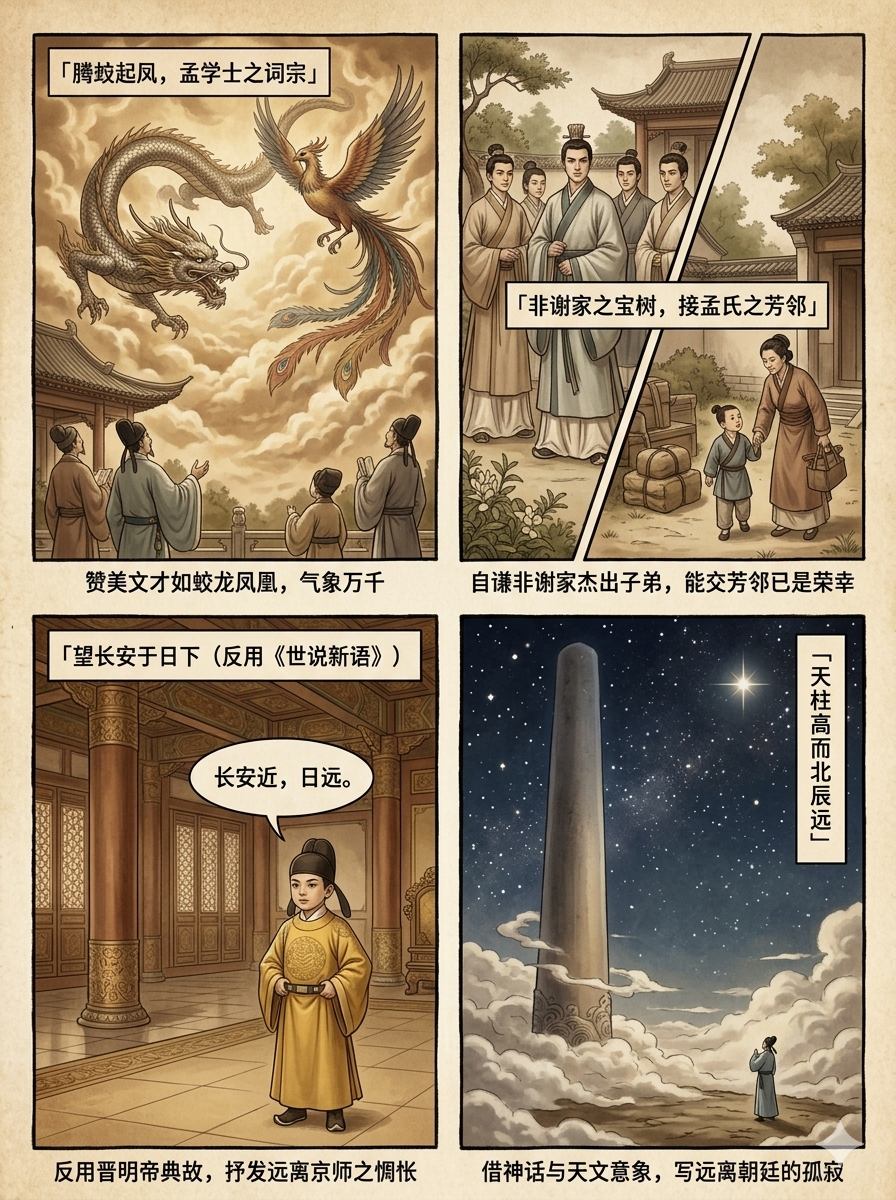 「腾蛟起凤，孟学士之词宗」
赞美文才如蛟龙凤凰，气象万千
「非谢家之宝树，接孟氏之芳邻」
自谦非谢家杰出子弟，能交芳邻已是荣幸
「望长安于日下（反用《世说新语》）
长安近，日远。
反用晋明帝典故，抒发远离京师之惆怅
「天柱高而北辰远」
借神话与天文意象，写远离朝廷的孤寂